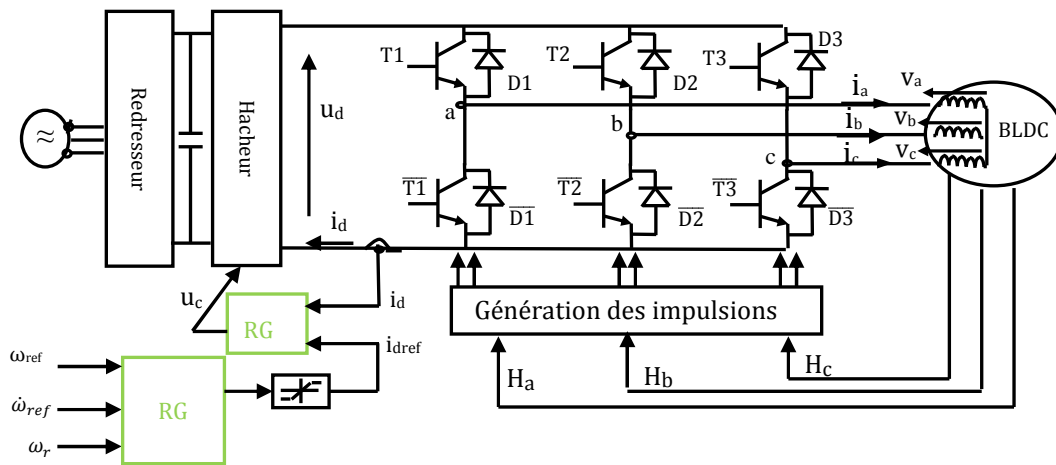 ≈
Redresseur
Hacheur
u_d
i_d
T1
D1
T2
D2
T3
D3
a
b
c
i_a
i_b
i_c
v_a
v_b
v_c
BLDC
T̅1̅
D̅1̅
T̅2̅
D̅2̅
T̅3̅
D̅3̅
u_c
RG
i_d
i_dref
Génération des impulsions
H_a
H_b
H_c
ω_ref
ω̇_ref
ω_r
RG